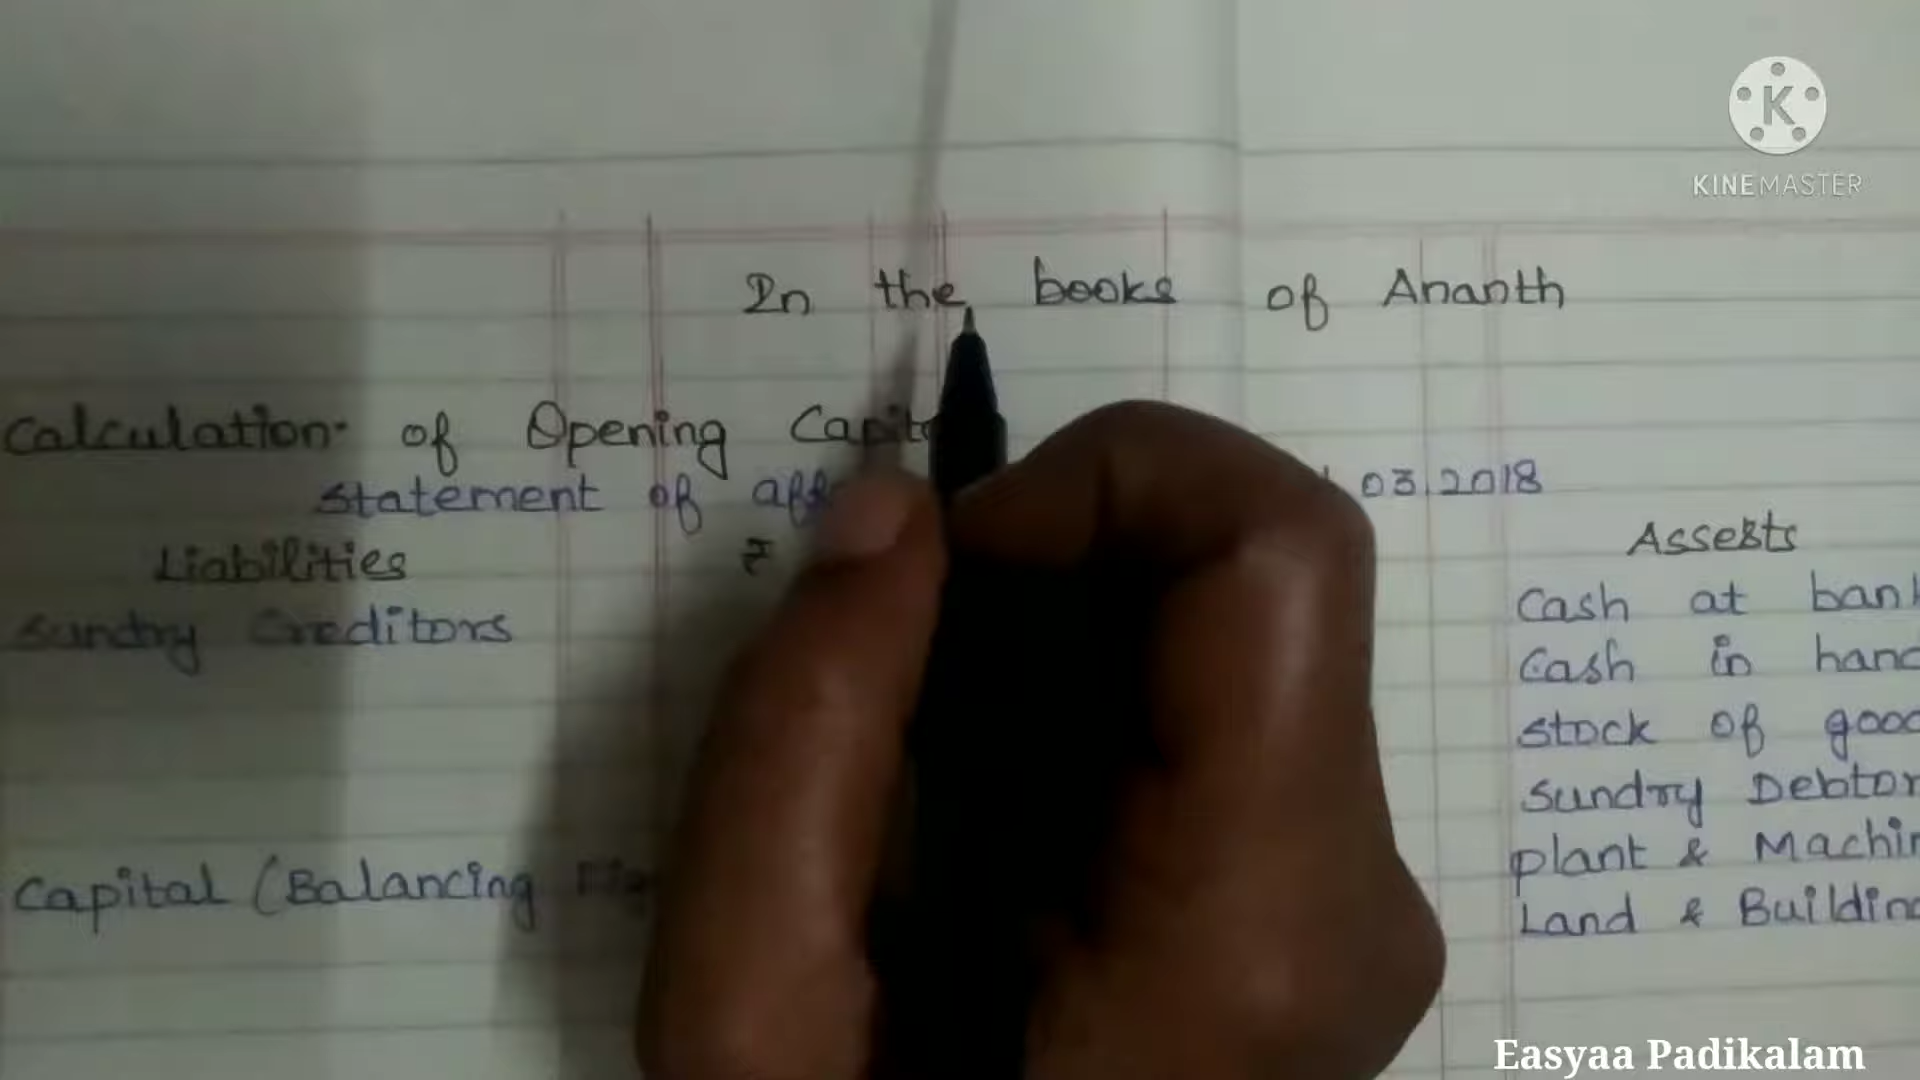 KINEMASTER
In the books of Ananth
Calculation of Opening
Statement of 03.2018
Liabilities ₹ Assets
Sundry Creditors Cash at
Cash in
Stock of
Sundry
Plant &
Capital (Balancing Land &
Easyaa Padikalam